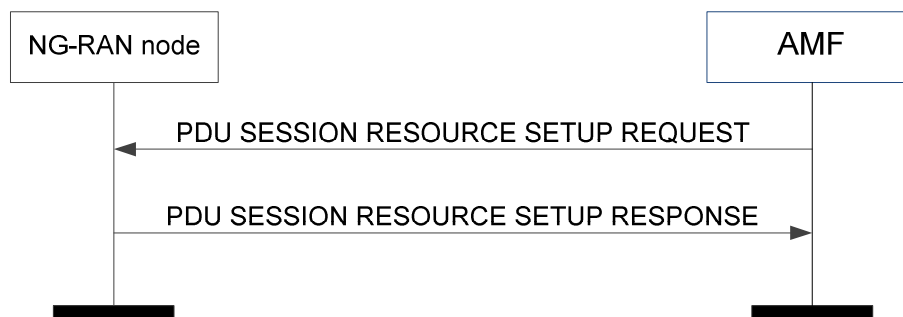 NG-RAN node
AMF
PDU SESSION RESOURCE SETUP REQUEST
PDU SESSION RESOURCE SETUP RESPONSE